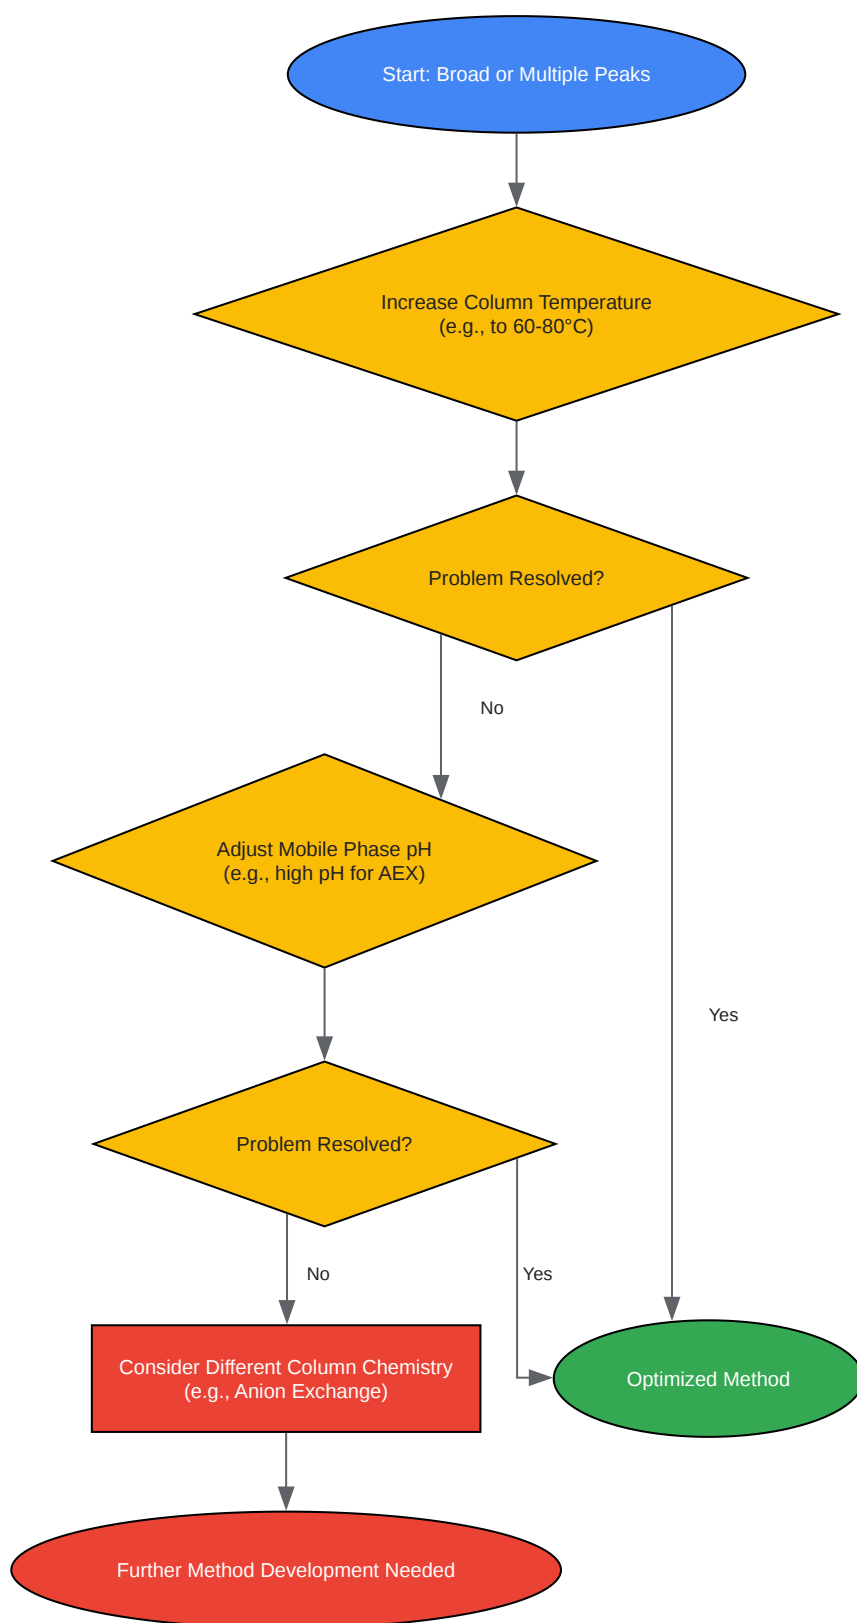 Start: Broad or Multiple Peaks
Increase Column Temperature
(e.g., to 60-80°C)
Problem Resolved?
No
Adjust Mobile Phase pH
(e.g., high pH for AEX)
Yes
Problem Resolved?
No
Yes
Consider Different Column Chemistry
(e.g., Anion Exchange)
Optimized Method
Further Method Development Needed